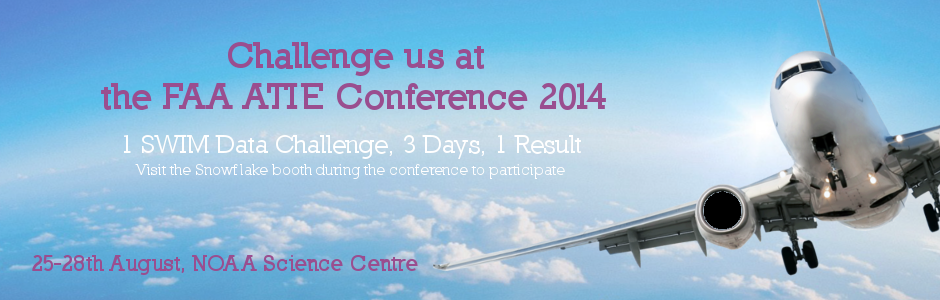 Challenge us at
the FAA ATIE Conference 2014
1 SWIM Data Challenge, 3 Days, 1 Result
Visit the Snowflake booth during the conference to participate
25-28th August, NOAA Science Centre